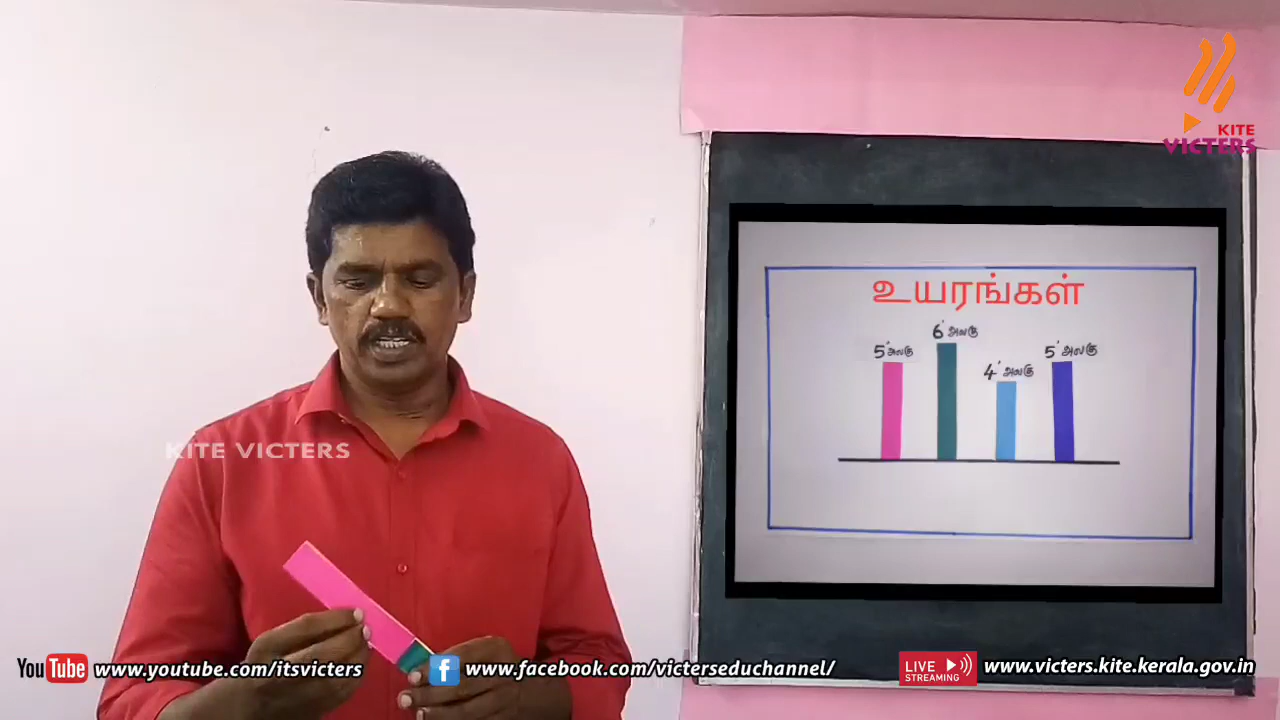 KITE
VICTERS
உயரங்கள்
6' அலகு
5' அலகு
5' அலகு
4' அலகு
KITE VICTERS
YouTube www.youtube.com/itsvicters
f www.facebook.com/victerseduchannel/
LIVE STREAMING www.victers.kite.kerala.gov.in